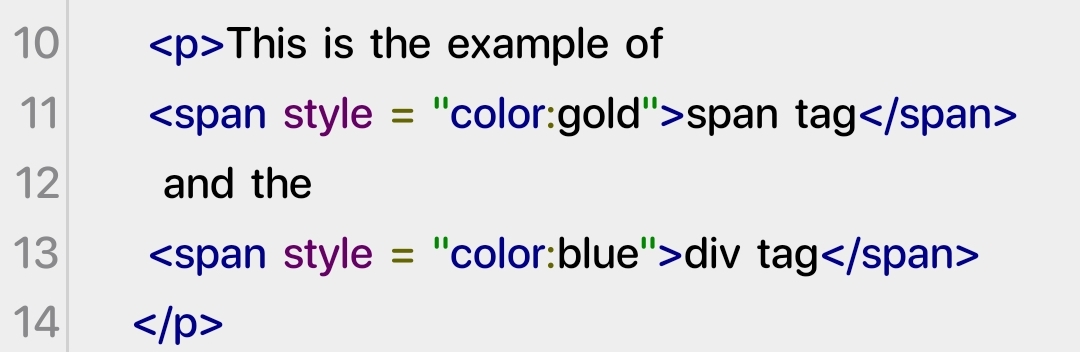 10 <p>This is the example of
11 <span style = "color:gold">span tag</span>
12 and the
13 <span style = "color:blue">div tag</span>
14 </p>